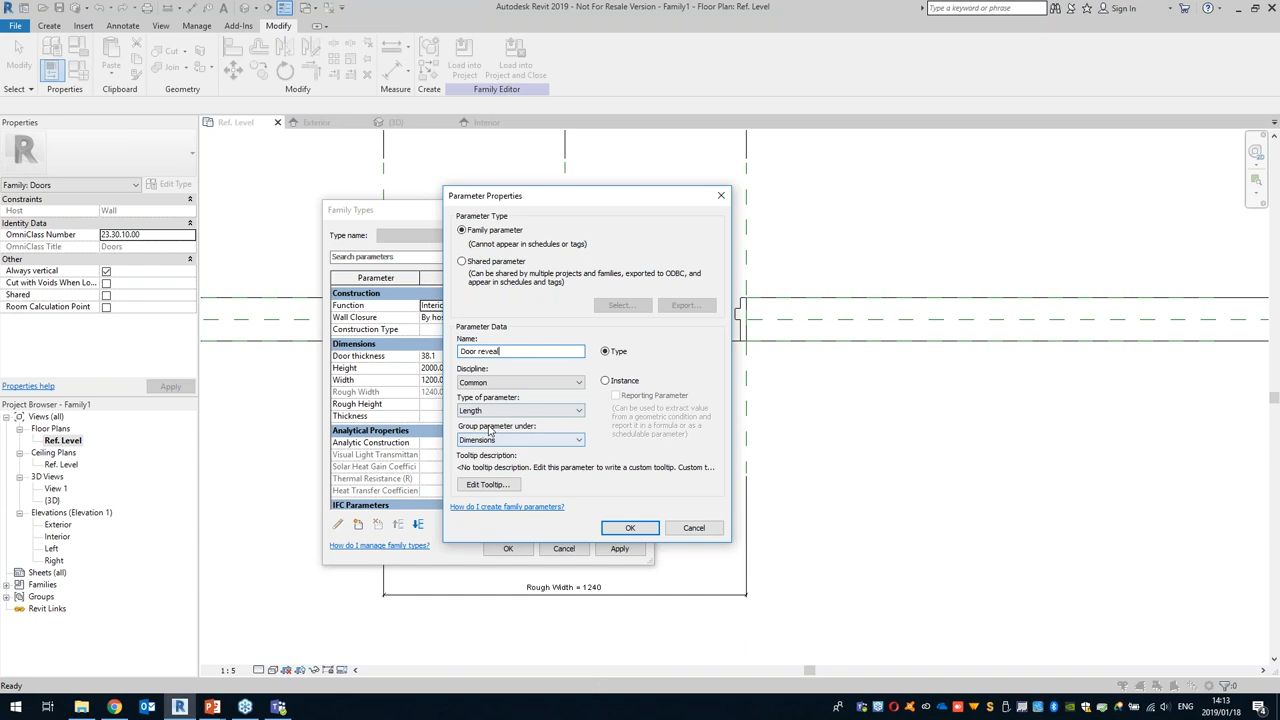 Autodesk Revit 2019 - Not For Resale Version - Family1 Floor Plan: Ref. Level
Type a keyword or phrase
Sign In
File Create Insert Annotate View Manage Add-Ins Modify
Modify
Paste
Cut
Join
Load into
Project
Load into
Project and Close
Select Properties Clipboard Geometry Modify Measure Create Family Editor
Properties
Ref. Level
Exterior
{3D}
Interior
Family: Doors
Edit Type
Constraints
Host Wall
Identity Data
OmniClass Number 23.30.10.00
OmniClass Title Doors
Other
Always vertical
Cut with Voids When Lo...
Shared
Room Calculation Point
Properties help
Apply
Project Browser - Family1
Views (all)
Floor Plans
Ref. Level
Ceiling Plans
Ref. Level
3D Views
View 1
{3D}
Elevations (Elevation 1)
Exterior
Interior
Left
Right
Sheets (all)
Families
Groups
Revit Links
Family Types
Type name:
Search parameters
Parameter
Construction
Function Interic
Wall Closure By hos
Construction Type
Dimensions
Door thickness 38.1
Height 2000.
Width 1200.
Rough Width 1240.
Rough Height
Thickness
Analytical Properties
Analytic Construction
Visual Light Transmittan
Solar Heat Gain Coeffici
Thermal Resistance (R)
Heat Transfer Coefficien
IFC Parameters
How do I manage family types?
OK
Cancel
Apply
Parameter Properties
Parameter Type
Family parameter
(Cannot appear in schedules or tags)
Shared parameter
(Can be shared by multiple projects and families, exported to ODBC, and
appear in schedules and tags)
Select...
Export...
Parameter Data
Name:
Door reveal
Type
Discipline:
Common
Instance
Type of parameter:
Reporting Parameter
Length
(Can be used to extract value
from a geometric condition and
report it in a formula or as a
schedulable parameter)
Group parameter under:
Dimensions
Tooltip description:
<No tooltip description. Edit this parameter to write a custom tooltip. Custom t...
Edit Tooltip...
How do I create family parameters?
OK
Cancel
Rough Width = 1240
1 : 5
Ready
:0
14:13
2019/01/18